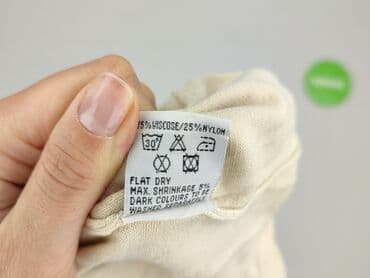 75%VISCOSE/25%NYLON
30°
FLAT DRY
MAX. SHRINKAGE 5%
DARK COLOURS TO BE
WASHED SEPARATELY